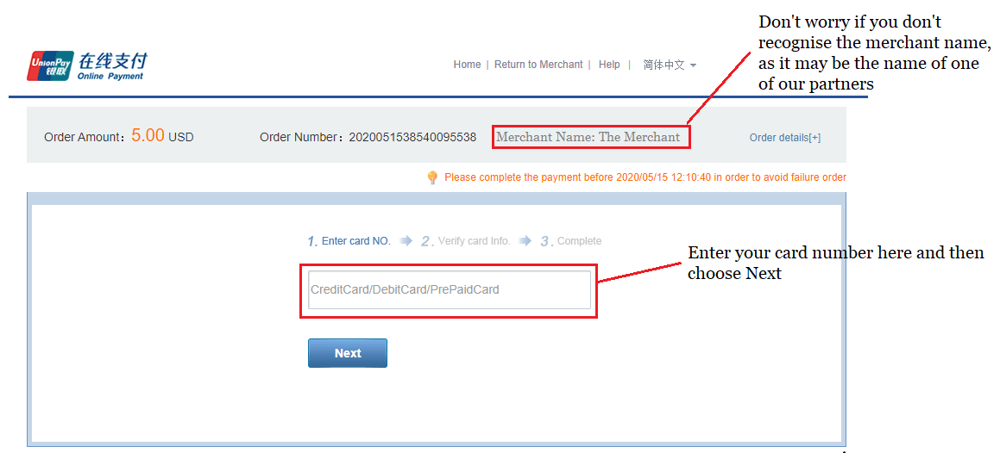 Don't worry if you don't
recognise the merchant name,
as it may be the name of one
of our partners
UnionPay
银联
在线支付
Online Payment
Home | Return to Merchant | Help | 简体中文
Order Amount：5.00 USD
Order Number：2020051538540095538
Merchant Name: The Merchant
Order details[+]
Please complete the payment before 2020/05/15 12:10:40 in order to avoid failure order
1. Enter card NO. 2. Verify card Info. 3. Complete
Enter your card number here and then
choose Next
CreditCard/DebitCard/PrePaidCard
Next
.